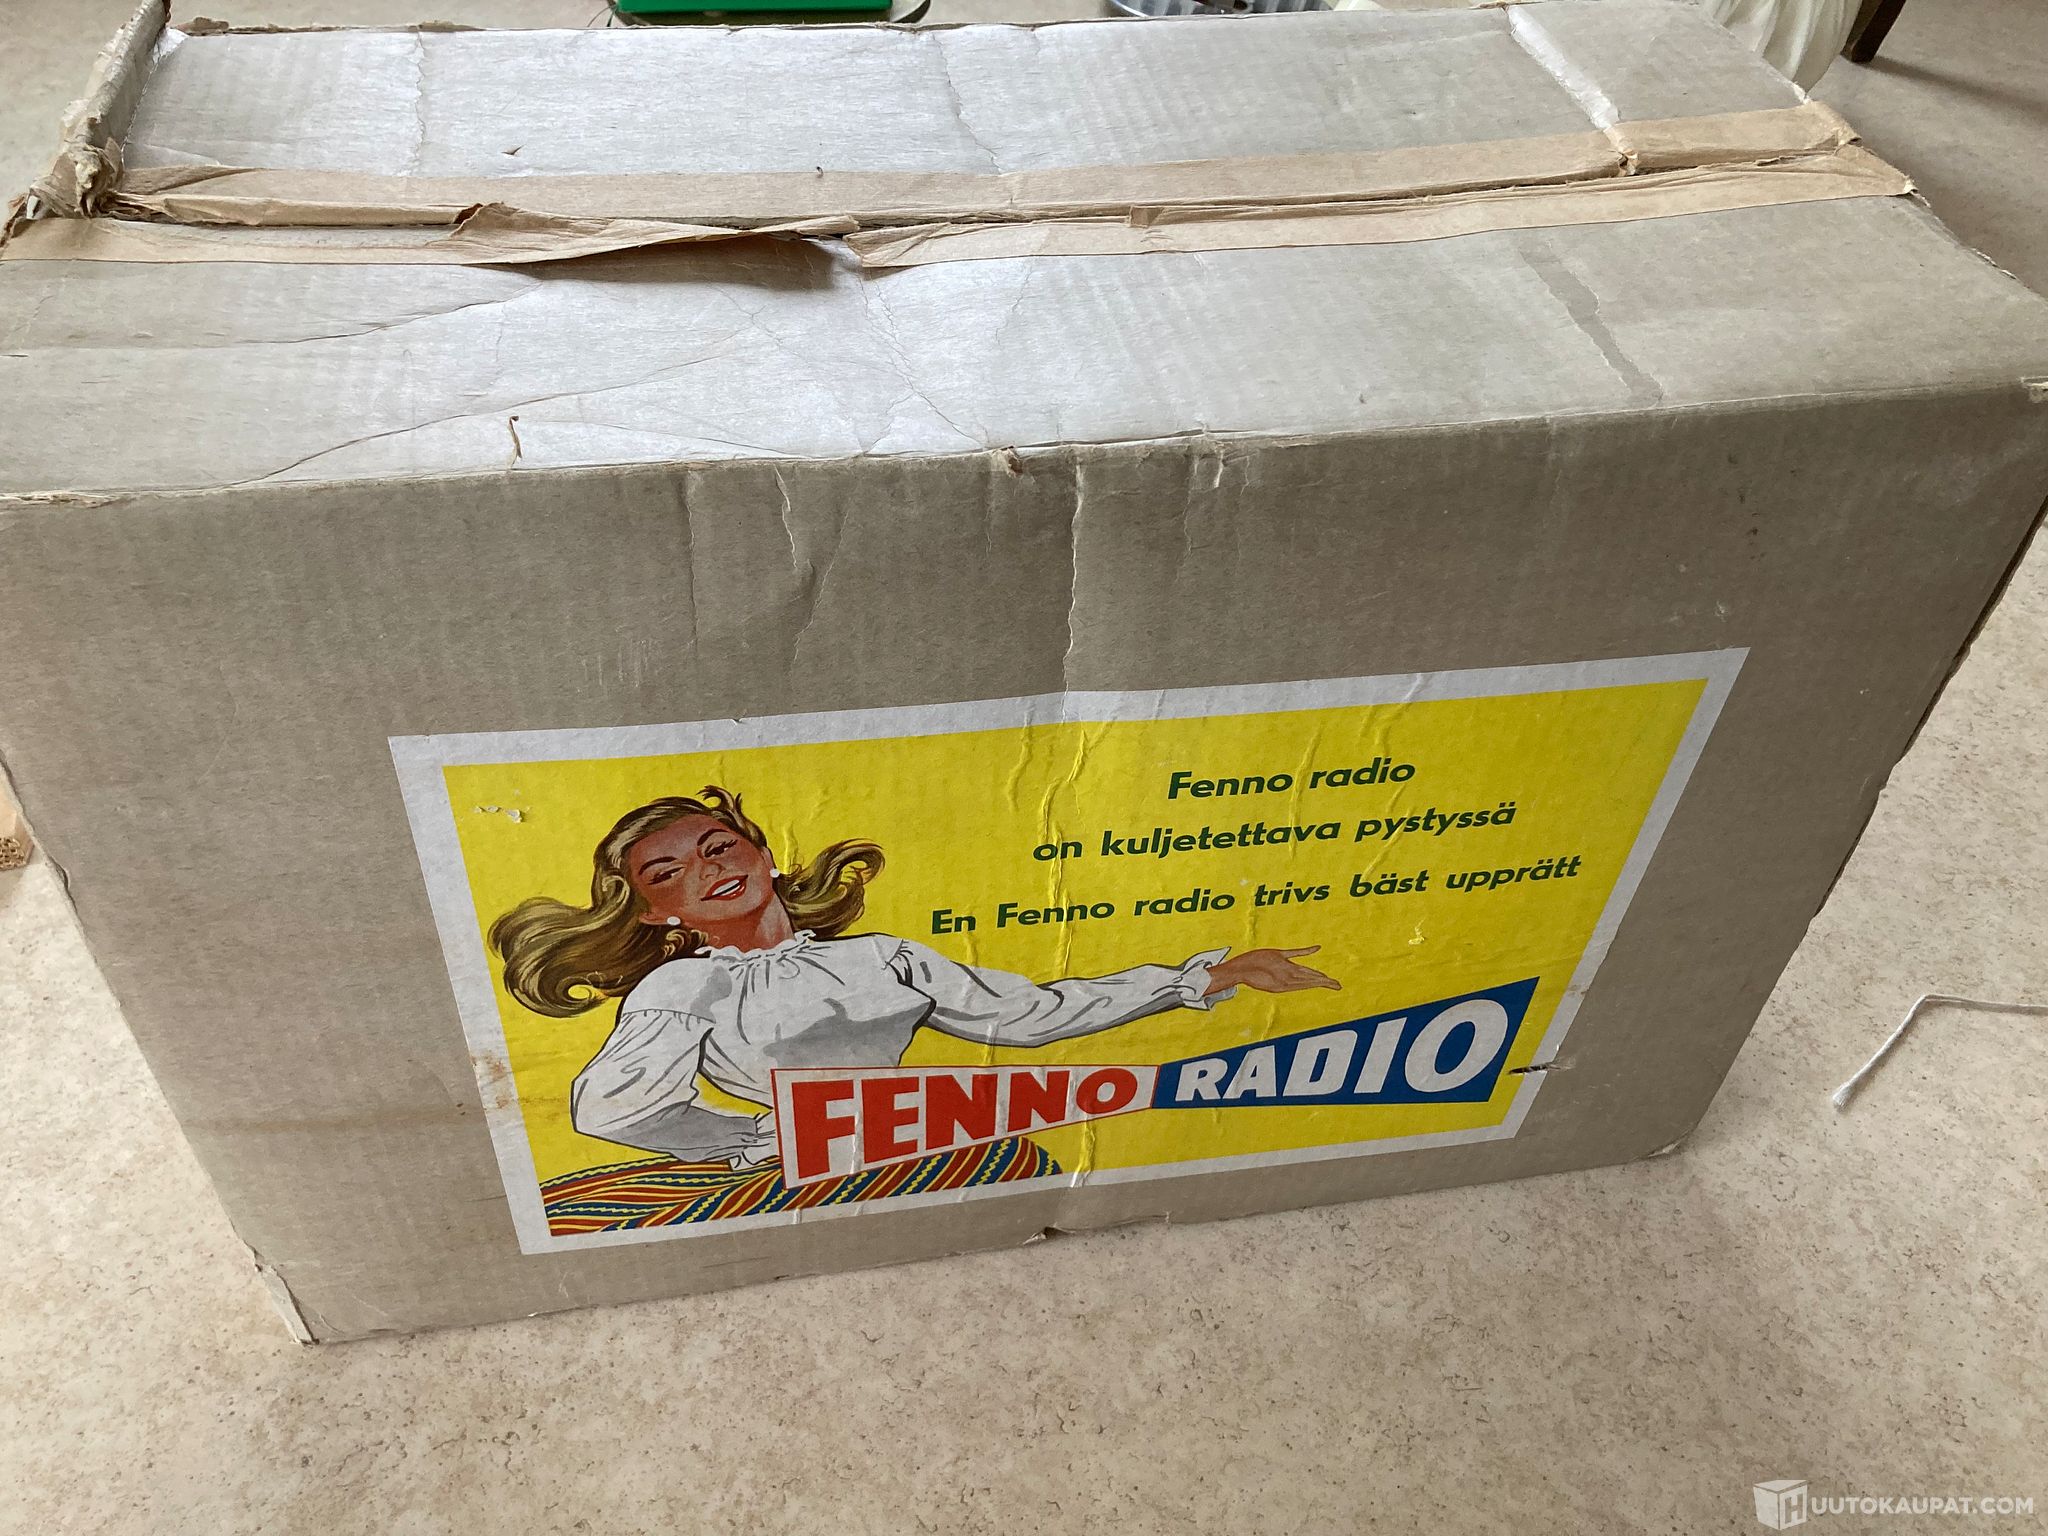 Fenno radio
on kuljetettava pystyssä
En Fenno radio trivs bäst upprätt
FENNO RADIO
HUUTOKAUPAT.COM